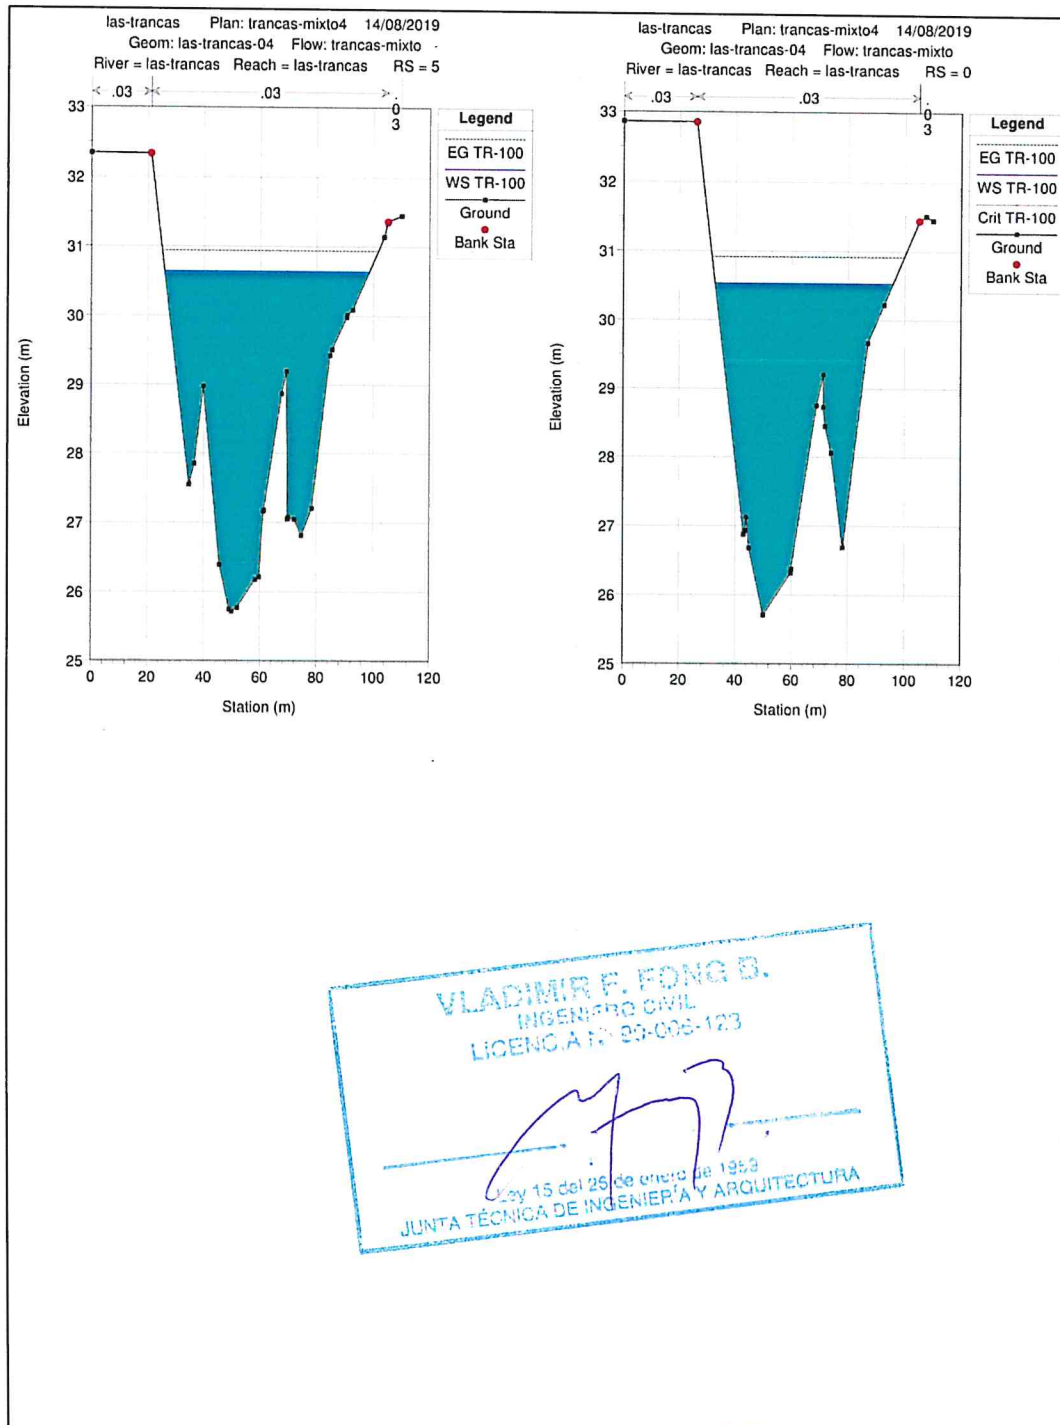 las-trancas Plan: trancas-mixto4 14/08/2019
Geom: las-trancas-04 Flow: trancas-mixto
River = las-trancas Reach = las-trancas RS = 5
.03
.03
.03
Legend
EG TR-100
WS TR-100
Ground
Bank Sta
Elevation (m)
33
32
31
30
29
28
27
26
25
0 20 40 60 80 100 120
Station (m)
las-trancas Plan: trancas-mixto4 14/08/2019
Geom: las-trancas-04 Flow: trancas-mixto
River = las-trancas Reach = las-trancas RS = 0
.03
.03
.03
Legend
EG TR-100
WS TR-100
Crit TR-100
Ground
Bank Sta
Elevation (m)
33
32
31
30
29
28
27
26
25
0 20 40 60 80 100 120
Station (m)
VLADIMIR F. FONG B.
INGENIERO CIVIL
LICENCIA Nº -006-123
Ley 15 del 26 de enero de 1959
JUNTA TÉCNICA DE INGENIERÍA Y ARQUITECTURA